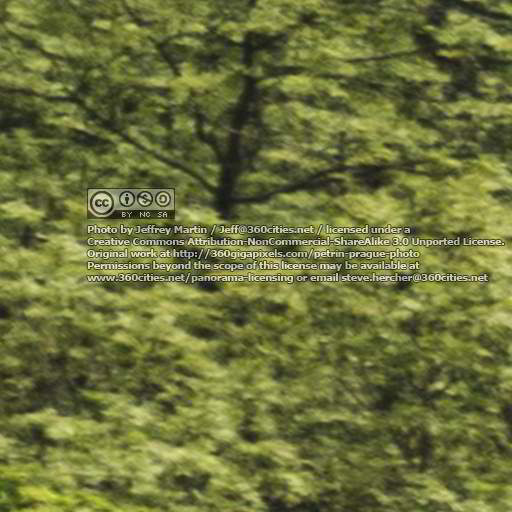 cc
BY NC SA
Photo by Jeffrey Martin / Jeff@360cities.net / licensed under a
Creative Commons Attribution-NonCommercial-ShareAlike 3.0 Unported License.
Original work at http://360gigapixels.com/petrin-prague-photo
Permissions beyond the scope of this license may be available at
www.360cities.net/panorama-licensing or email steve.hercher@360cities.net